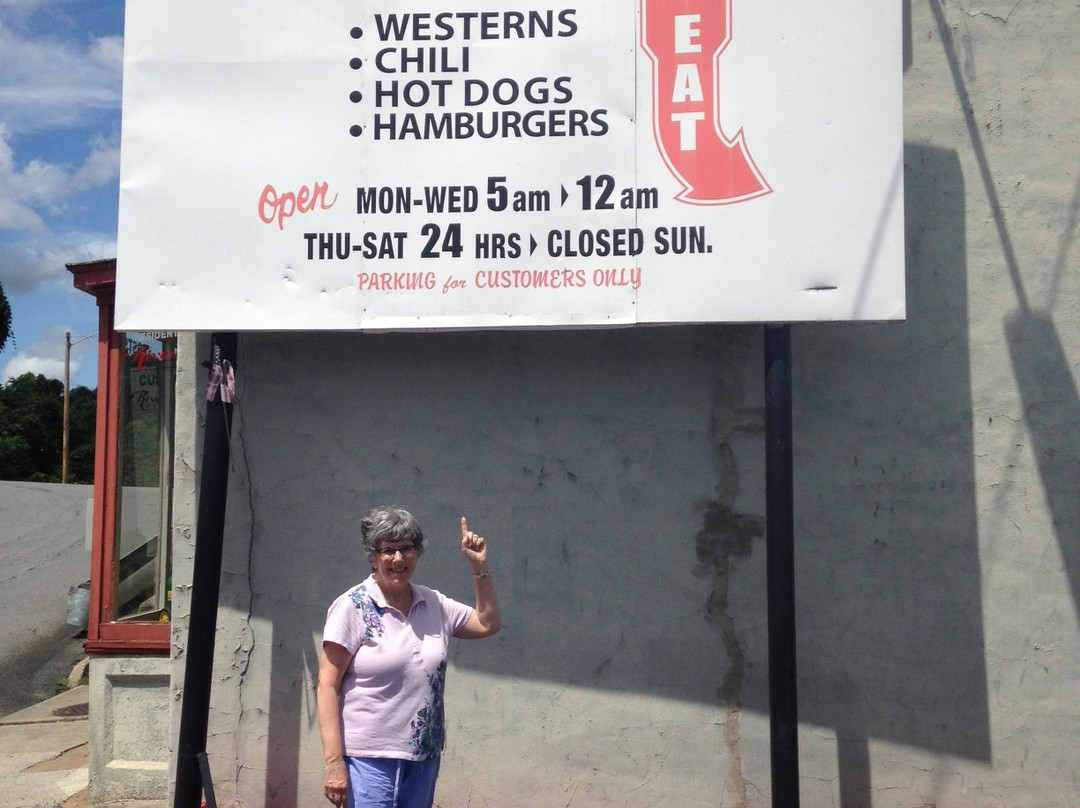 • WESTERNS
• CHILI
• HOT DOGS
• HAMBURGERS
EAT
Open MON-WED 5 am ▸ 12 am
THU-SAT 24 HRS ▸ CLOSED SUN.
PARKING for CUSTOMERS ONLY